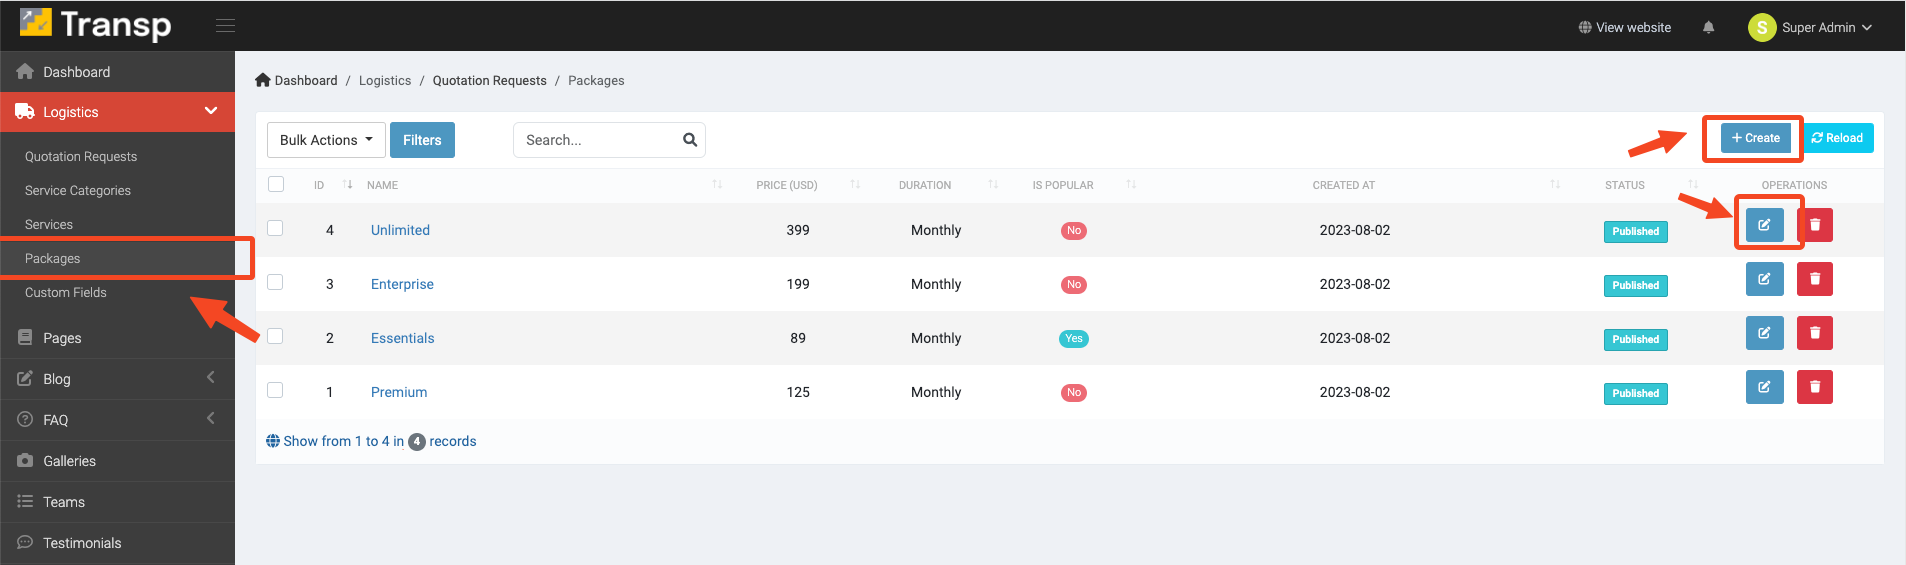 Transp
View website
S Super Admin
Dashboard
Logistics
Quotation Requests
Service Categories
Services
Packages
Custom Fields
Pages
Blog
FAQ
Galleries
Teams
Testimonials
Dashboard / Logistics / Quotation Requests / Packages
Bulk Actions Filters Search... + Create Reload
ID NAME PRICE (USD) DURATION IS POPULAR CREATED AT STATUS OPERATIONS
4 Unlimited 399 Monthly No 2023-08-02 Published
3 Enterprise 199 Monthly No 2023-08-02 Published
2 Essentials 89 Monthly Yes 2023-08-02 Published
1 Premium 125 Monthly No 2023-08-02 Published
Show from 1 to 4 in 4 records